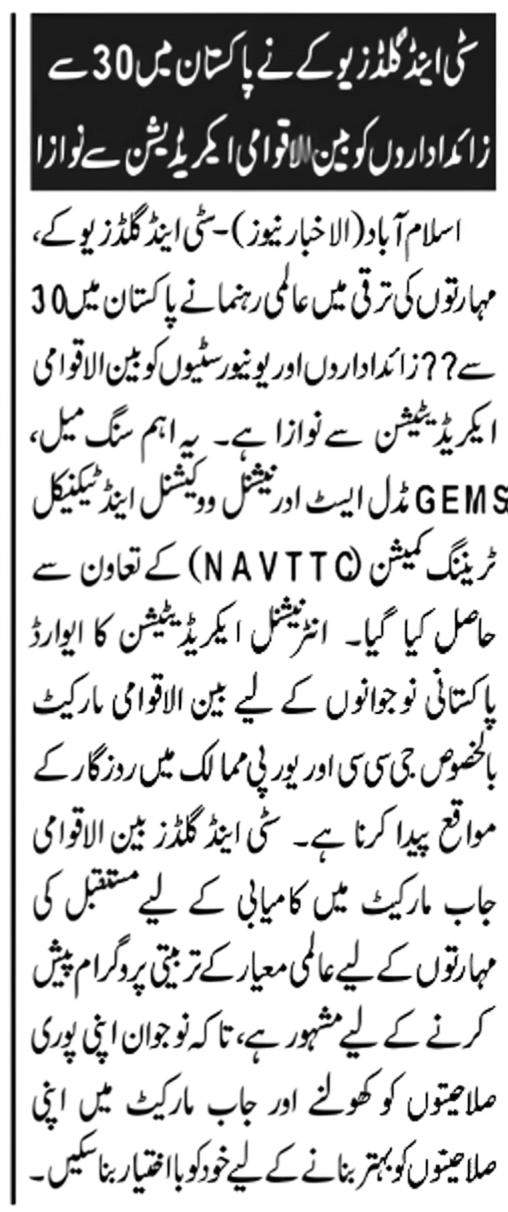 سٹی اینڈ گلڈز یو کے نے پاکستان میں 30 سے
زائد اداروں کو بین الاقوامی ایکریڈیشن سے نوازا
اسلام آباد (الاخبار نیوز)۔ سٹی اینڈ گلڈز یو کے،
مہارتوں کی ترقی میں عالمی رہنما نے پاکستان میں 30
سے ?? زائد اداروں اور یونیورسٹیوں کو بین الاقوامی
ایکریڈیٹیشن سے نوازا ہے۔ یہ اہم سنگ میل،
GEMS مڈل ایسٹ ادر نیشنل ووکیشنل اینڈ ٹیکنیکل
ٹریننگ کمیشن (NAVTTC) کے تعاون سے
حاصل کیا گیا۔ انٹرنیشنل ایکریڈیٹیشن کا ایوارڈ
پاکستانی نوجوانوں کے لیے بین الاقوامی مارکیٹ
بالخصوص جی سی سی اور یورپی ممالک میں روزگار کے
مواقع پیدا کرنا ہے۔ سٹی اینڈ گلڈز بین الاقوامی
جاب مارکیٹ میں کامیابی کے لیے مستقبل کی
مہارتوں کے لیے عالمی معیار کے تربیتی پروگرام پیش
کرنے کے لیے مشہور ہے، تا کہ نوجوان اپنی پوری
صلاحیتوں کو کھولنے اور جاب مارکیٹ میں اپنی
صلاحیتوں کو بہتر بنانے کے لیے خود کو بااختیار بنا سکیں۔